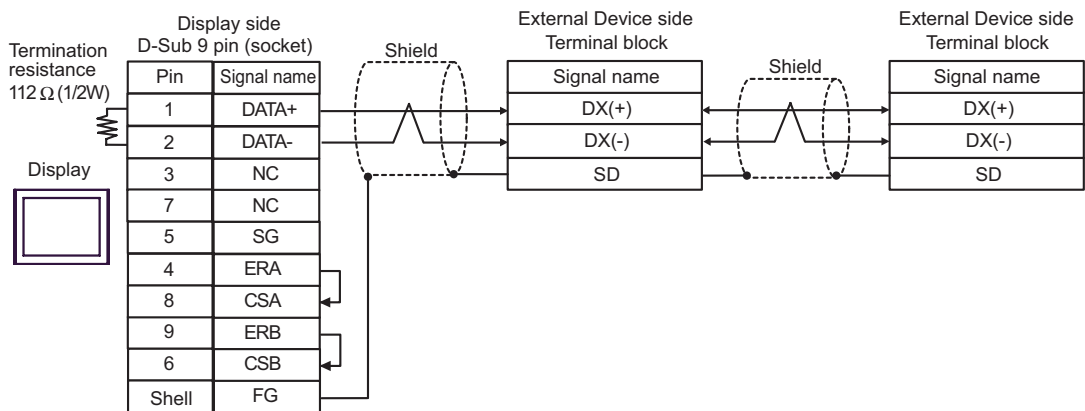 Display side
D-Sub 9 pin (socket)
Termination
resistance
112 Ω (1/2W)
Display
Pin Signal name
1 DATA+
2 DATA-
3 NC
7 NC
5 SG
4 ERA
8 CSA
9 ERB
6 CSB
Shell FG
Shield
External Device side
Terminal block
Signal name
DX(+)
DX(-)
SD
Shield
External Device side
Terminal block
Signal name
DX(+)
DX(-)
SD